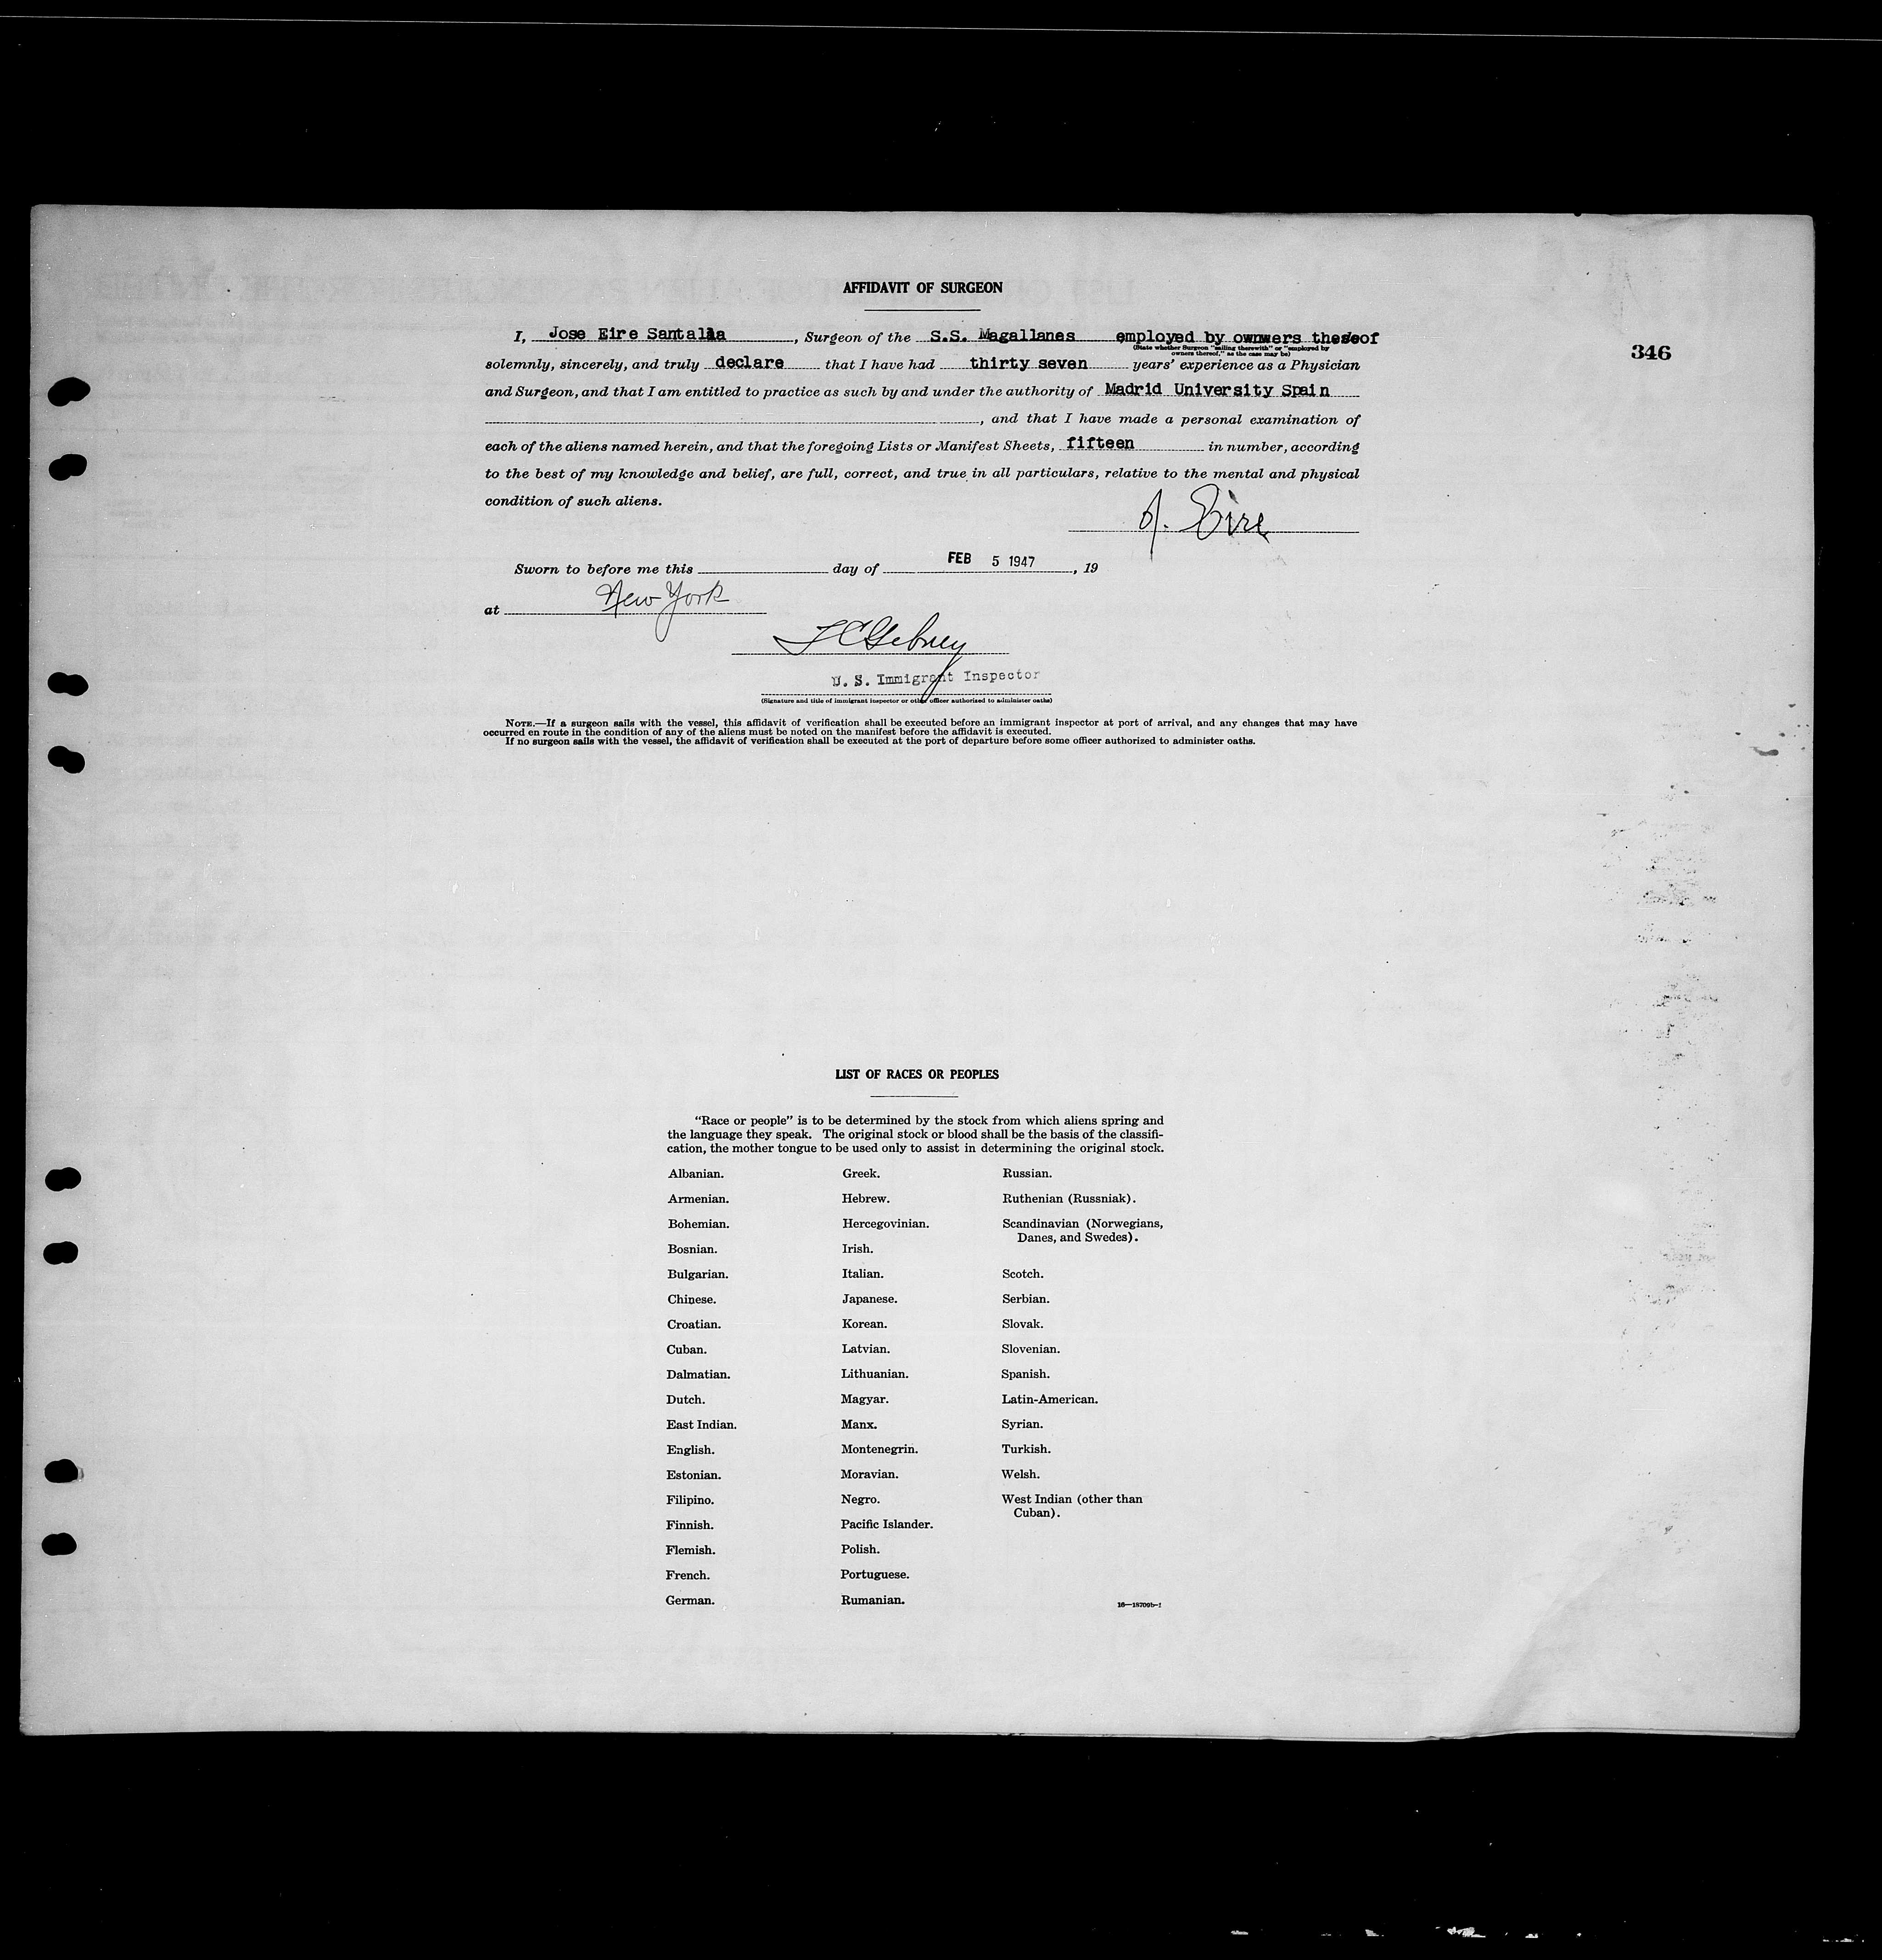 AFFIDAVIT OF SURGEON
I, Jose Eire Santalla, Surgeon of the S.S. Magallanes employed by ownwers theseof
346
(State whether Surgeon "sailing therewith" or "employed by
owners thereof," as the case may be)
solemnly, sincerely, and truly declare that I have had thirty seven years' experience as a Physician
and Surgeon, and that I am entitled to practice as such by and under the authority of Madrid University Spain
, and that I have made a personal examination of
each of the aliens named herein, and that the foregoing Lists or Manifest Sheets, fifteen in number, according
to the best of my knowledge and belief, are full, correct, and true in all particulars, relative to the mental and physical
condition of such aliens.
J. Eire
Sworn to before me this day of FEB 5 1947, 19
at New York
U. S. Immigrant Inspector
(Signature and title of immigrant inspector or other officer authorized to administer oaths)
NOTE.—If a surgeon sails with the vessel, this affidavit of verification shall be executed before an immigrant inspector at port of arrival, and any changes that may have
occurred en route in the condition of any of the aliens must be noted on the manifest before the affidavit is executed.
If no surgeon sails with the vessel, the affidavit of verification shall be executed at the port of departure before some officer authorized to administer oaths.
LIST OF RACES OR PEOPLES
"Race or people" is to be determined by the stock from which aliens spring and
the language they speak. The original stock or blood shall be the basis of the classifi-
cation, the mother tongue to be used only to assist in determining the original stock.
Albanian.
Armenian.
Bohemian.
Bosnian.
Bulgarian.
Chinese.
Croatian.
Cuban.
Dalmatian.
Dutch.
East Indian.
English.
Estonian.
Filipino.
Finnish.
Flemish.
French.
German.
Greek.
Hebrew.
Hercegovinian.
Irish.
Italian.
Japanese.
Korean.
Latvian.
Lithuanian.
Magyar.
Manx.
Montenegrin.
Moravian.
Negro.
Pacific Islander.
Polish.
Portuguese.
Rumanian.
Russian.
Ruthenian (Russniak).
Scandinavian (Norwegians,
Danes, and Swedes).
Scotch.
Serbian.
Slovak.
Slovenian.
Spanish.
Latin-American.
Syrian.
Turkish.
Welsh.
West Indian (other than
Cuban).
16—18709b-1